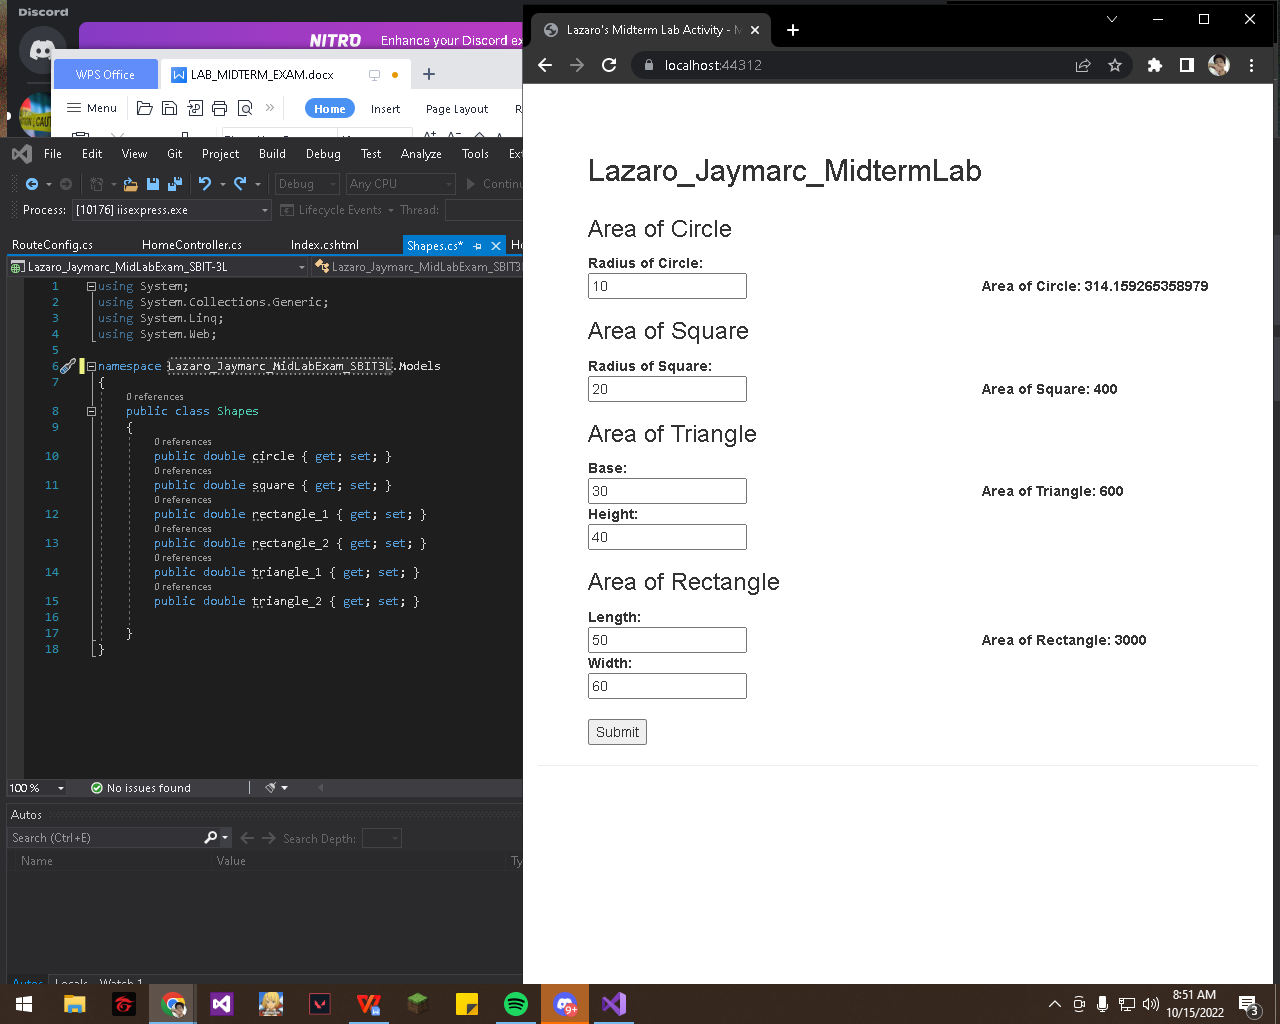 Discord
NITRO Enhance your Discord ex
WPS Office
LAB_MIDTERM_EXAM.docx
Menu
Home
Insert
Page Layout
File Edit View Git Project Build Debug Test Analyze Tools Ext
Debug Any CPU Continu
Process: [10176] iisexpress.exe Lifecycle Events Thread:
RouteConfig.cs HomeController.cs Index.cshtml Shapes.cs*
Lazaro_Jaymarc_MidLabExam_SBIT-3L Lazaro_Jaymarc_MidLabExam_SBIT3
1 using System;
2 using System.Collections.Generic;
3 using System.Linq;
4 using System.Web;
5
6 namespace Lazaro_Jaymarc_MidLabExam_SBIT3L.Models
7 {
0 references
8 public class Shapes
9 {
0 references
10 public double circle { get; set; }
0 references
11 public double square { get; set; }
0 references
12 public double rectangle_1 { get; set; }
0 references
13 public double rectangle_2 { get; set; }
0 references
14 public double triangle_1 { get; set; }
0 references
15 public double triangle_2 { get; set; }
16
17 }
18 }
100 % No issues found
Autos
Search (Ctrl+E) Search Depth:
Name Value Ty
Autos Locals Watch 1
Lazaro's Midterm Lab Activity - M
localhost:44312
Lazaro_Jaymarc_MidtermLab
Area of Circle
Radius of Circle:
10
Area of Circle: 314.159265358979
Area of Square
Radius of Square:
20
Area of Square: 400
Area of Triangle
Base:
30
Area of Triangle: 600
Height:
40
Area of Rectangle
Length:
50
Area of Rectangle: 3000
Width:
60
Submit
9+
8:51 AM
10/15/2022
3